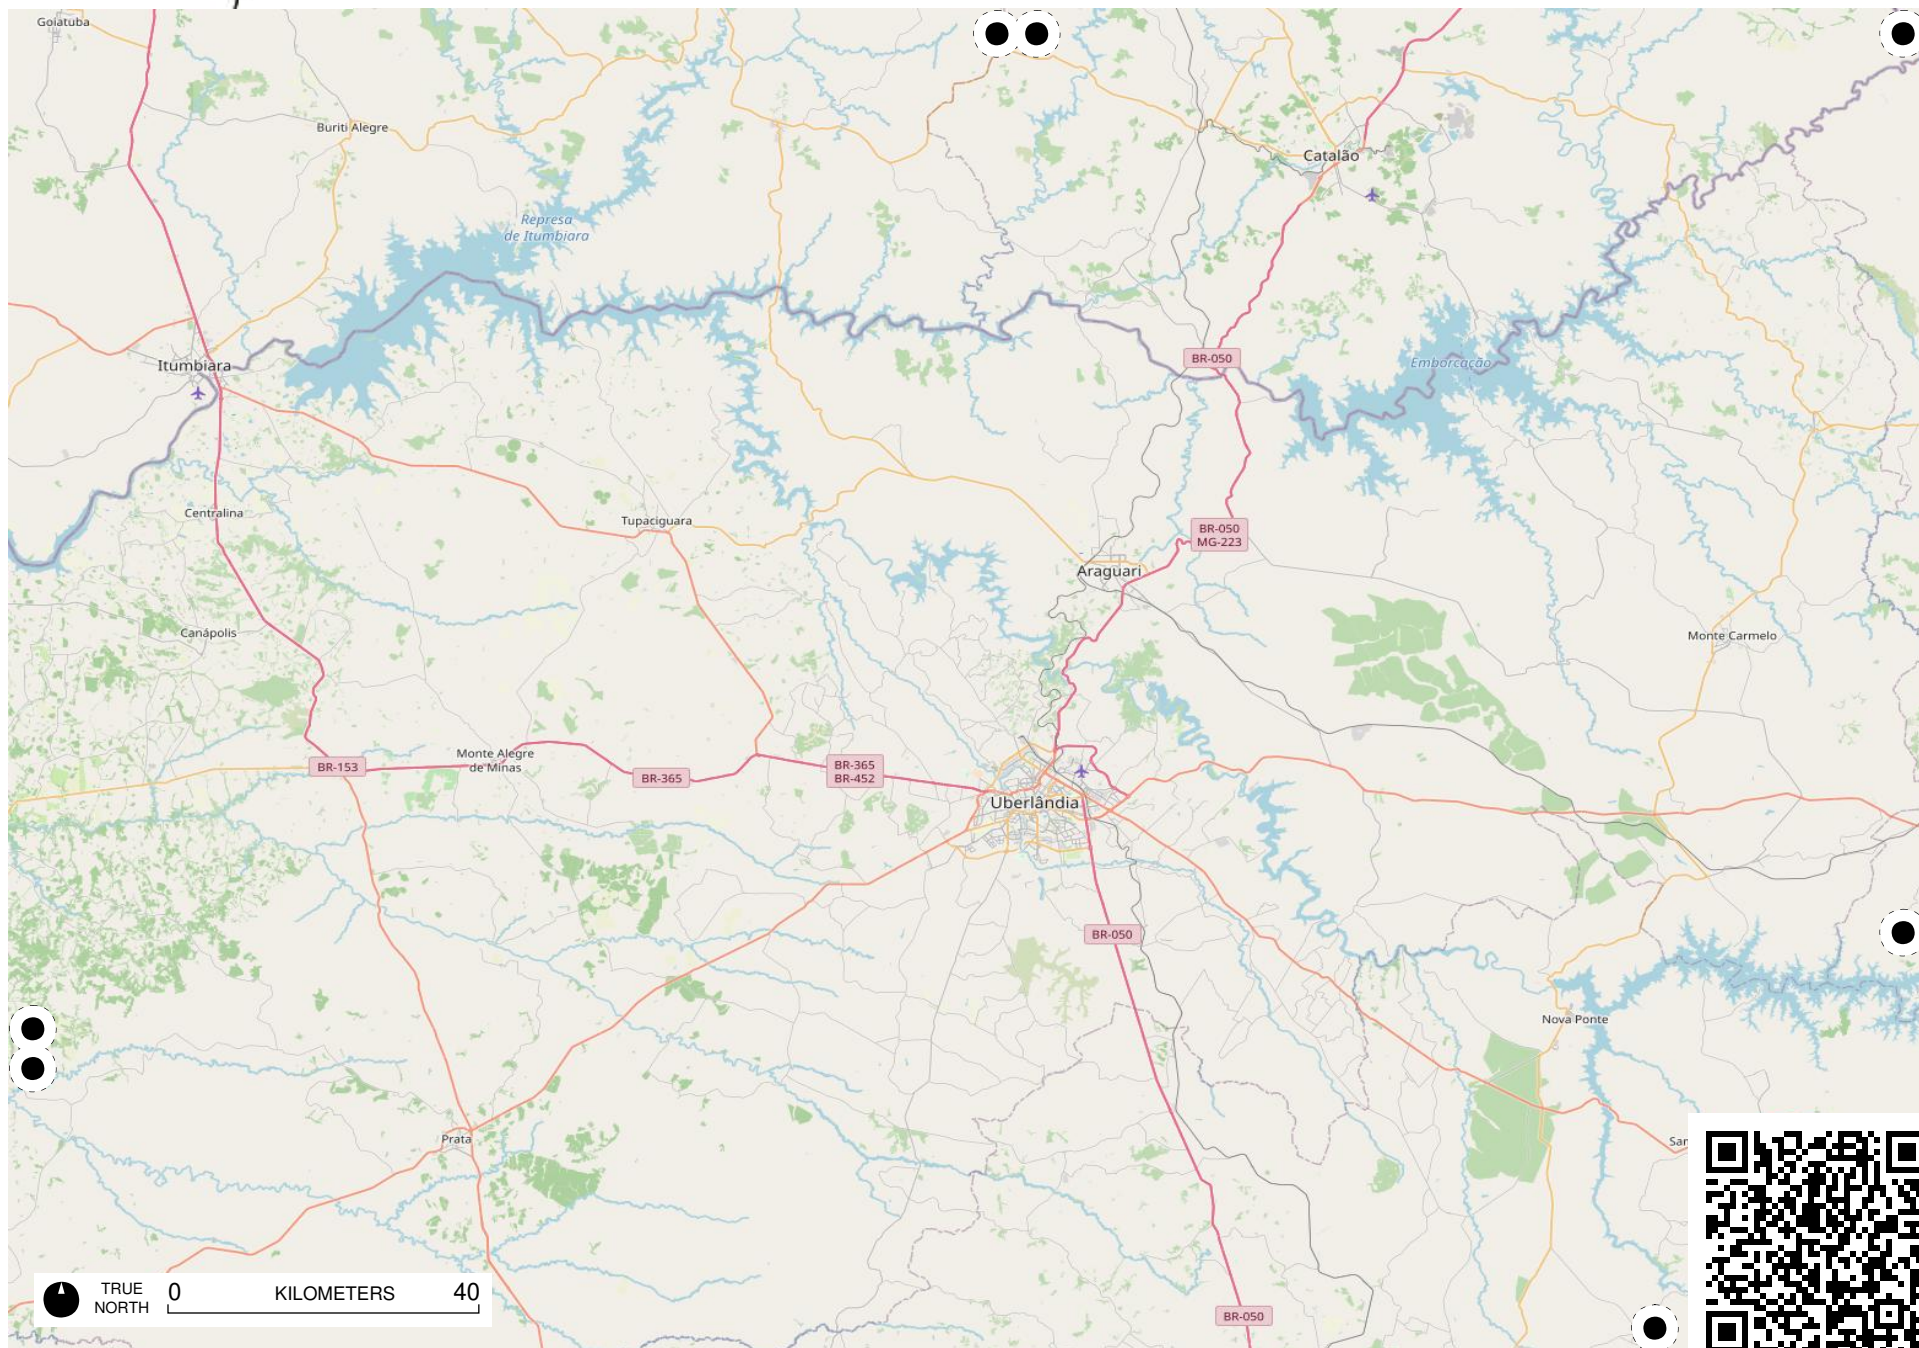 Goiatuba
Buriti Alegre
Catalão
Represa
de Itumbiara
BR-050
Emborcação
Itumbiara
Centralina
Tupaciguara
BR-050
MG-223
Araguari
Canápolis
Monte Carmelo
Monte Alegre
de Minas
BR-153
BR-365
BR-365
BR-452
Uberlândia
BR-050
Nova Ponte
Prata
San
TRUE
NORTH
0 KILOMETERS 40
BR-050